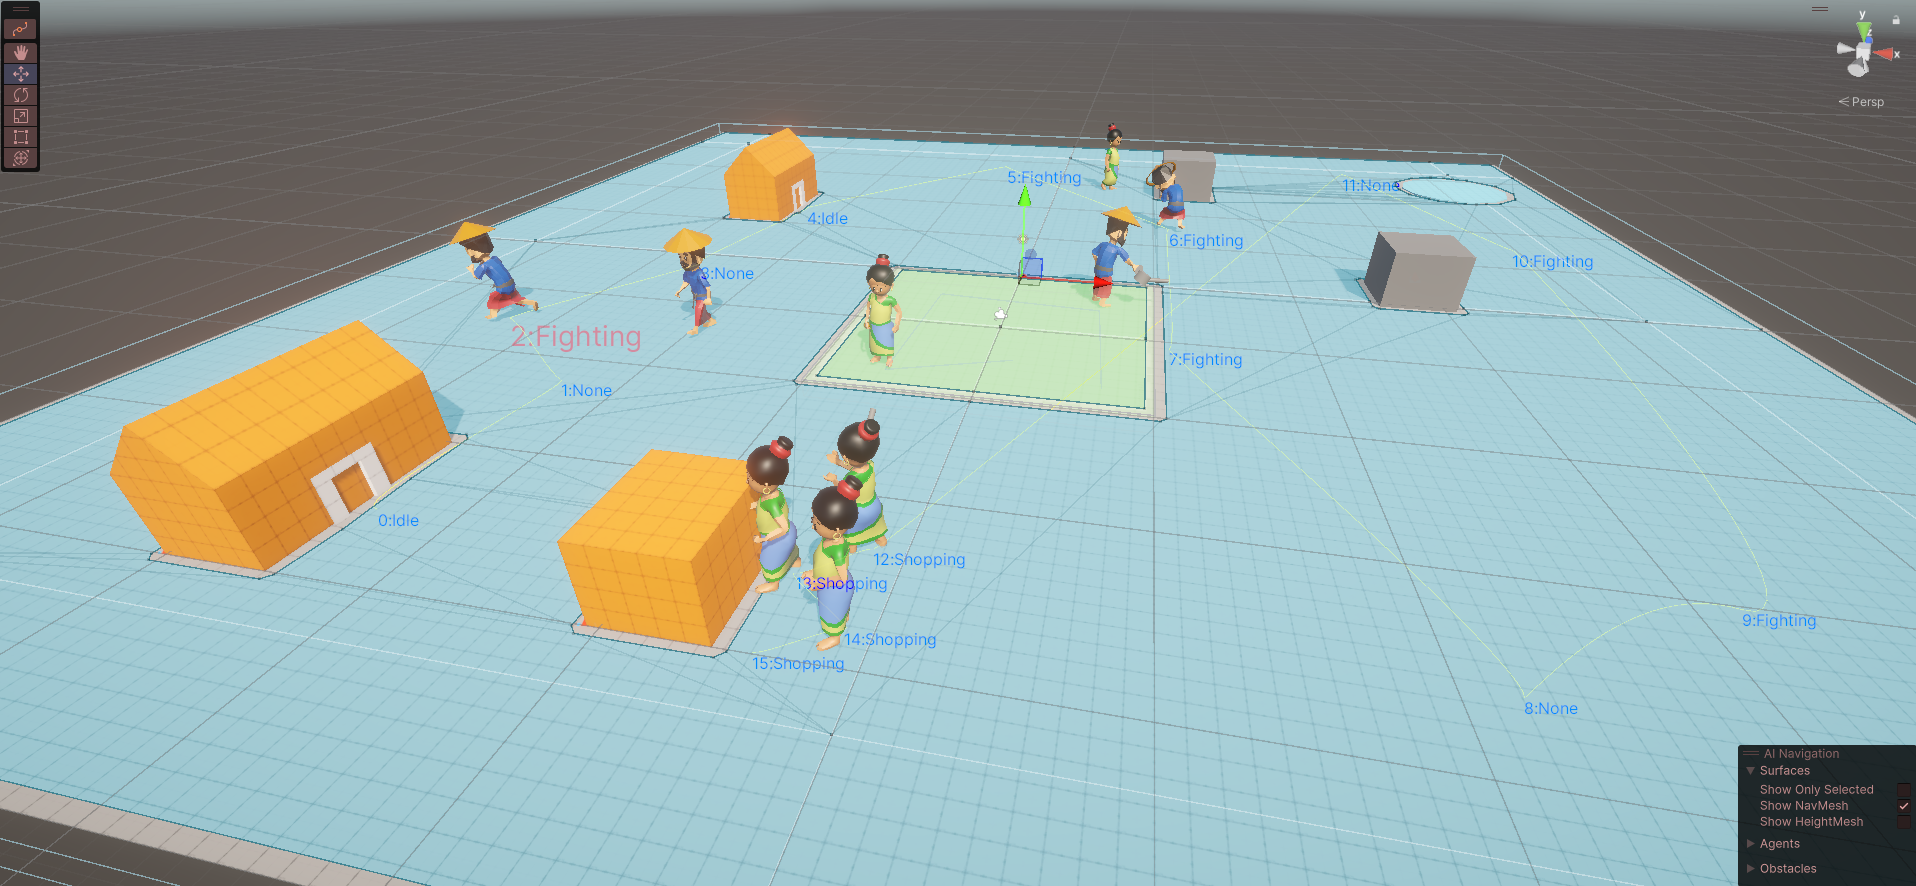 y
z
x
Persp
5:Fighting
11:None
4:Idle
6:Fighting
10:Fighting
3:None
2:Fighting
7:Fighting
1:None
0:Idle
12:Shopping
13:Shopping
9:Fighting
14:Shopping
15:Shopping
8:None
AI Navigation
Surfaces
Show Only Selected
Show NavMesh
Show HeightMesh
Agents
Obstacles